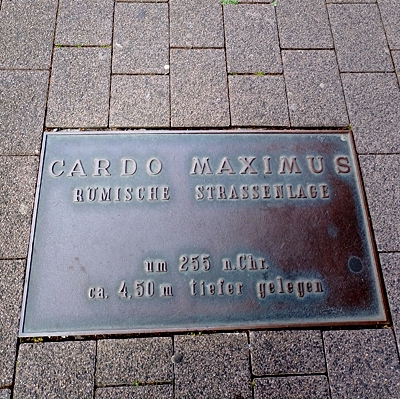 CARDO MAXIMUS
RÖMISCHE STRASSENLAGE
um 255 n.Chr.
ca. 4,50 m tiefer gelegen